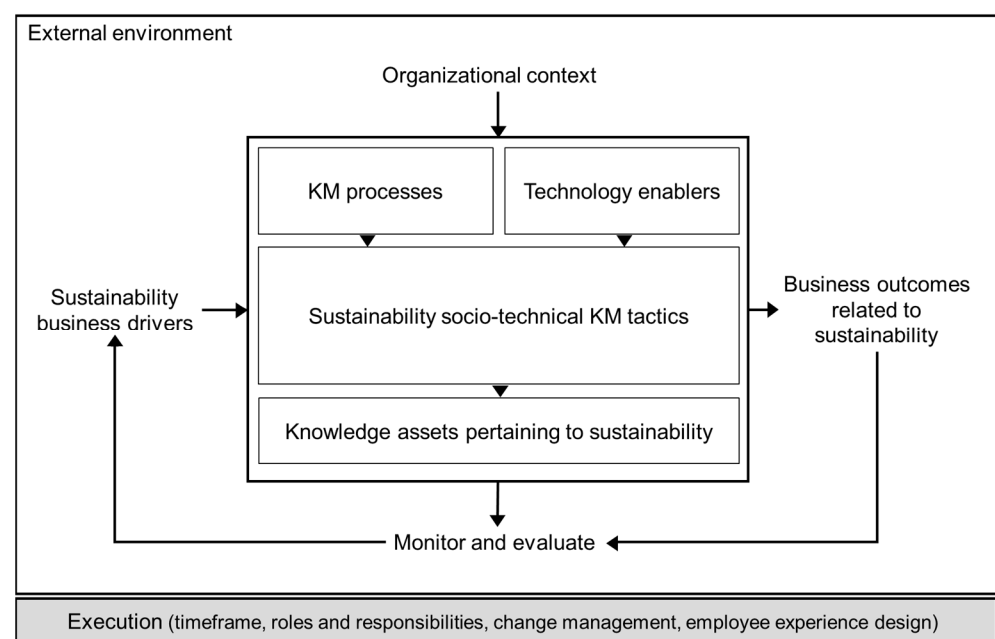 External environment
Organizational context
KM processes
Technology enablers
Sustainability
business drivers
Sustainability socio-technical KM tactics
Business outcomes
related to
sustainability
Knowledge assets pertaining to sustainability
Monitor and evaluate
Execution (timeframe, roles and responsibilities, change management, employee experience design)